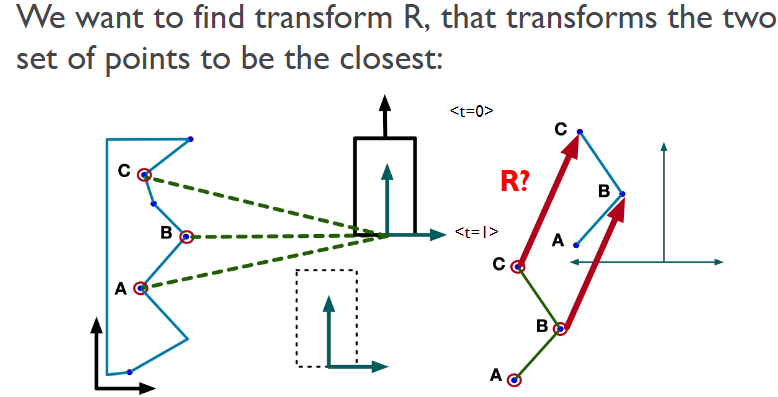 We want to find transform R, that transforms the two
set of points to be the closest:
<t=0>
C
C
R?
B
B
<t=1>
A
C
A
B
A